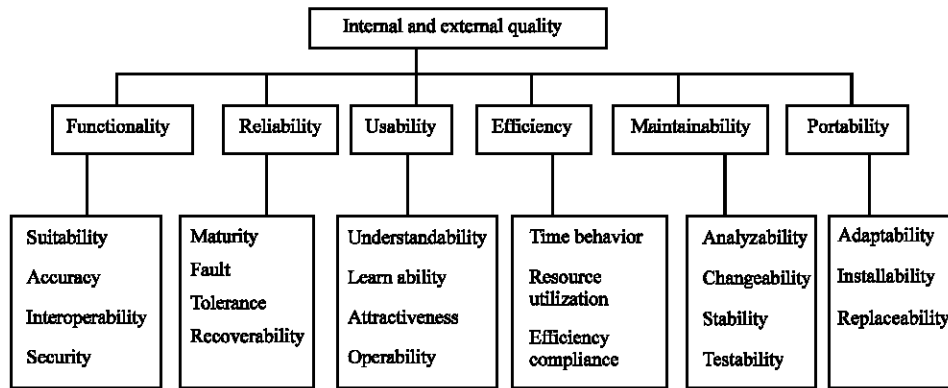 Internal and external quality
Functionality
Reliability
Usability
Efficiency
Maintainability
Portability
Suitability
Accuracy
Interoperability
Security
Maturity
Fault
Tolerance
Recoverability
Understandability
Learn ability
Attractiveness
Operability
Time behavior
Resource
utilization
Efficiency
compliance
Analyzability
Changeability
Stability
Testability
Adaptability
Installability
Replaceability